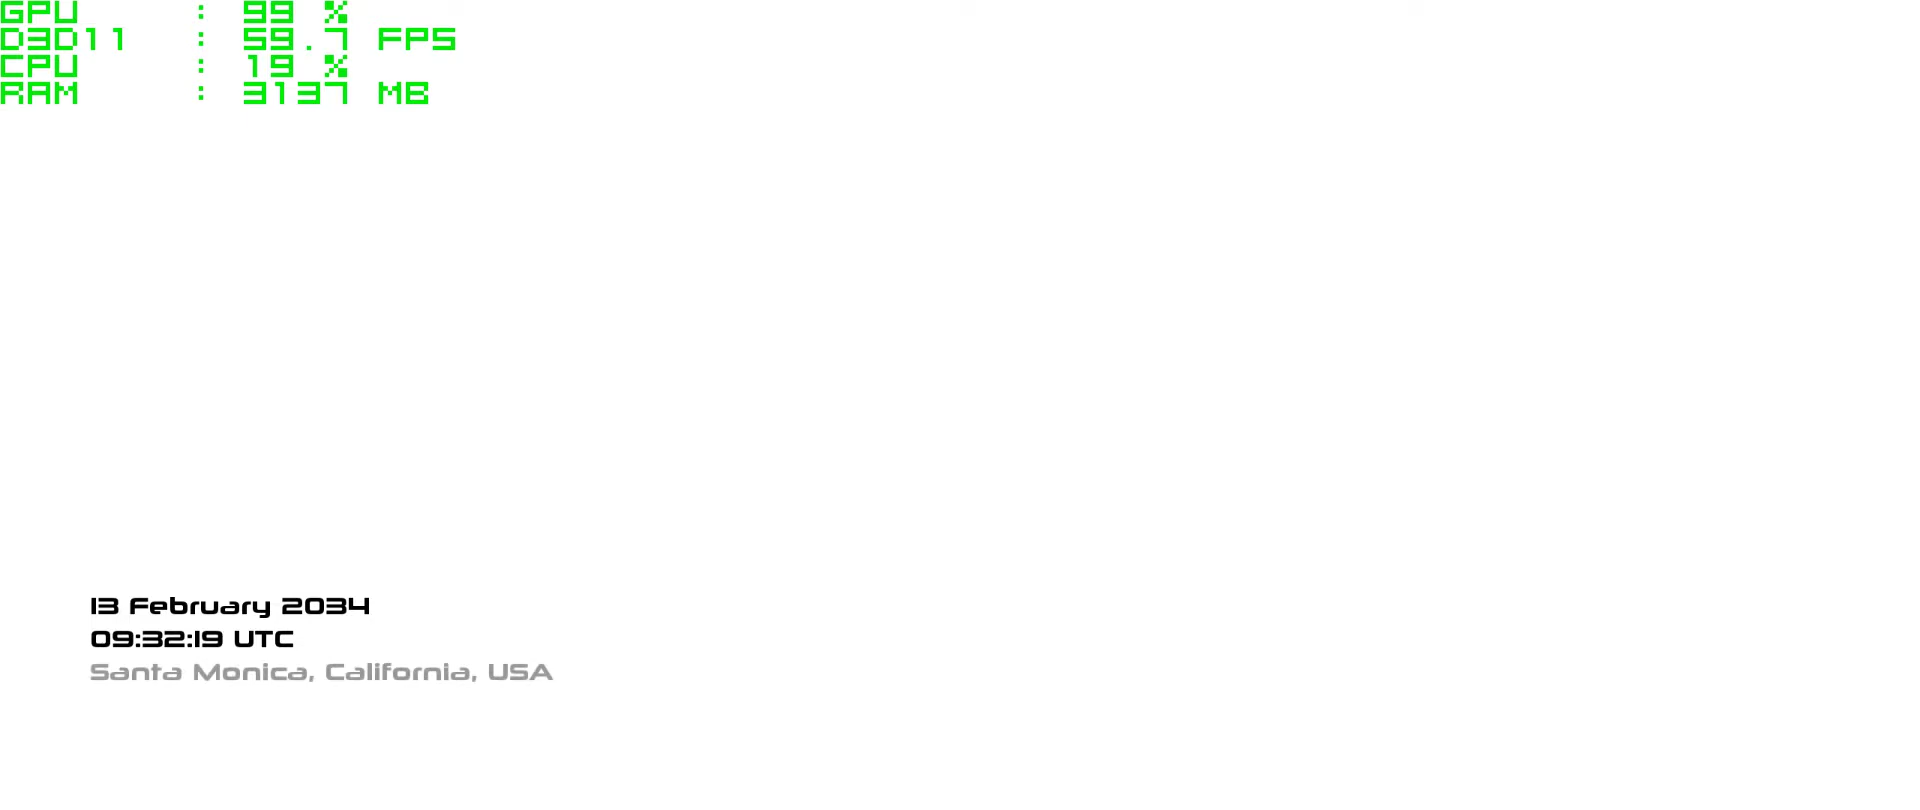 GPU : 99 %
D3D11 : 59.7 FPS
CPU : 19 %
RAM : 3137 MB
13 February 2034
09:32:19 UTC
Santa Monica, California, USA